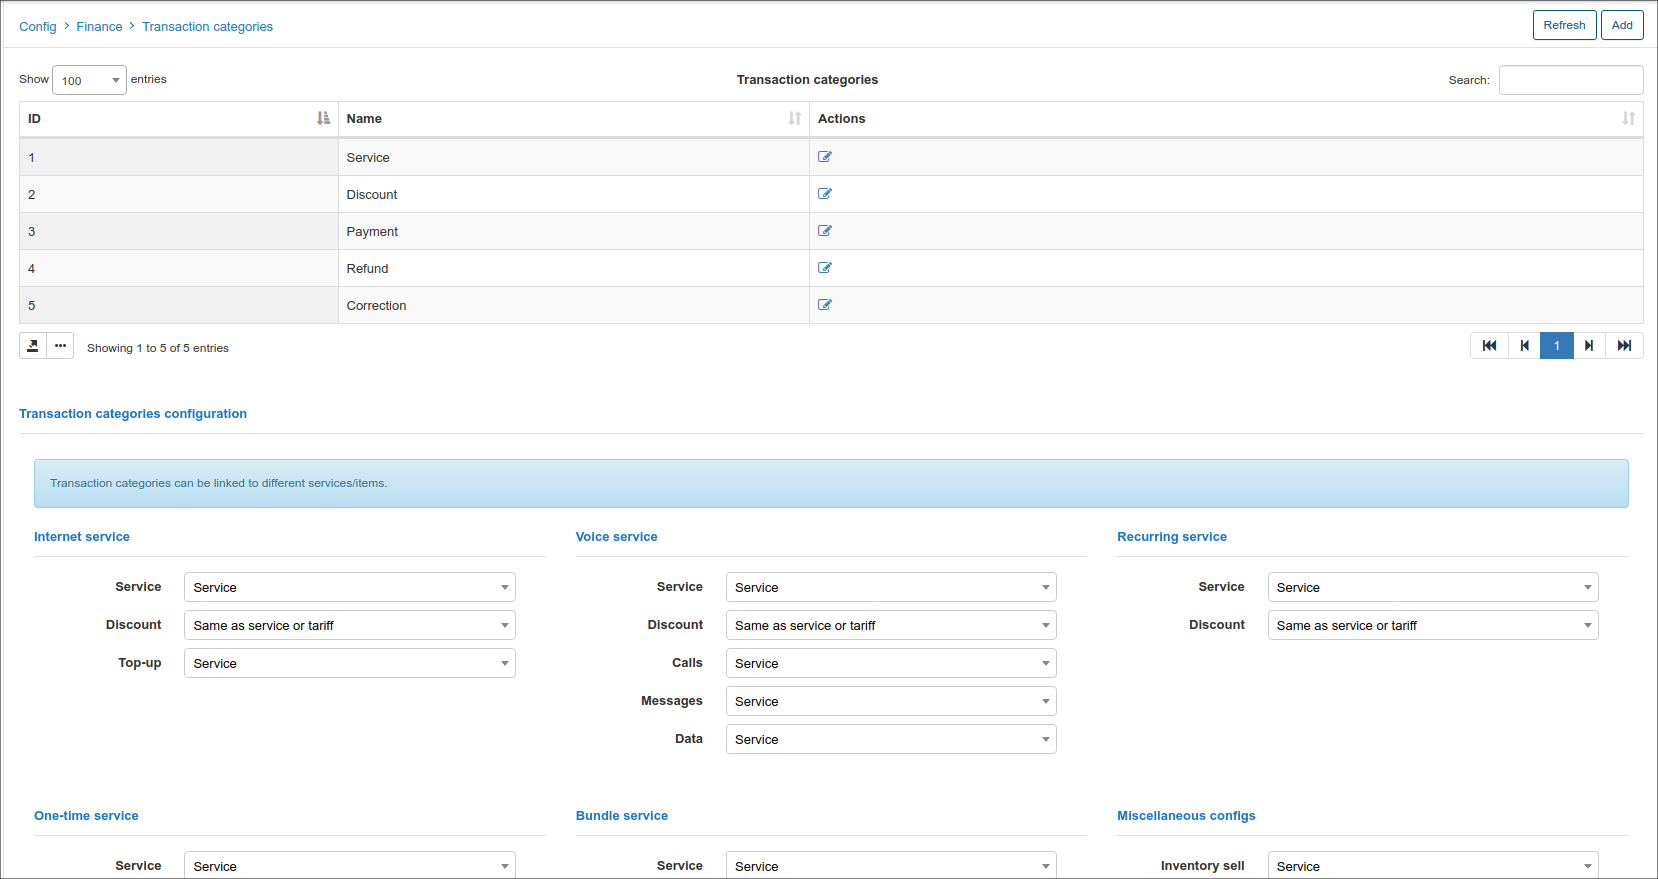 Config > Finance > Transaction categories
Refresh Add
Show 100 entries
Transaction categories
Search:
ID Name Actions
1 Service
2 Discount
3 Payment
4 Refund
5 Correction
Showing 1 to 5 of 5 entries
1
Transaction categories configuration
Transaction categories can be linked to different services/items.
Internet service
Service Service
Discount Same as service or tariff
Top-up Service
Voice service
Service Service
Discount Same as service or tariff
Calls Service
Messages Service
Data Service
Recurring service
Service Service
Discount Same as service or tariff
One-time service
Service Service
Bundle service
Service Service
Miscellaneous configs
Inventory sell Service